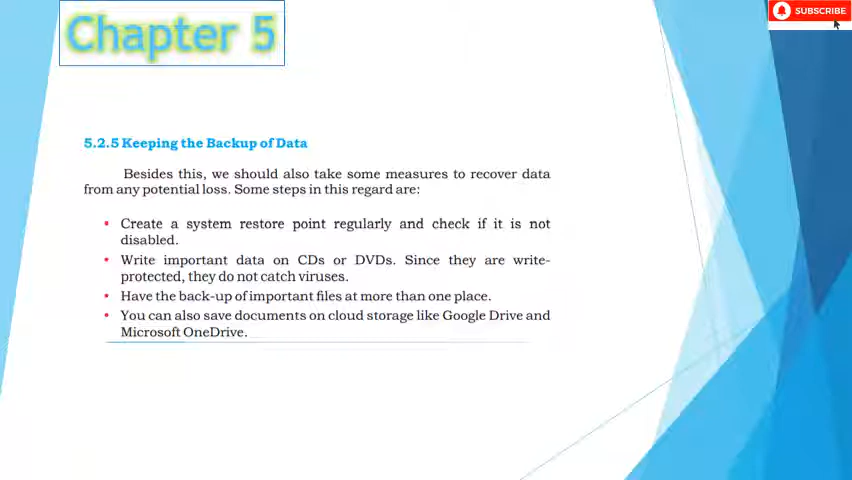 Chapter 5
SUBSCRIBE
5.2.5 Keeping the Backup of Data
Besides this, we should also take some measures to recover data
from any potential loss. Some steps in this regard are:
• Create a system restore point regularly and check if it is not
disabled.
• Write important data on CDs or DVDs. Since they are write-
protected, they do not catch viruses.
• Have the back-up of important files at more than one place.
• You can also save documents on cloud storage like Google Drive and
Microsoft OneDrive.